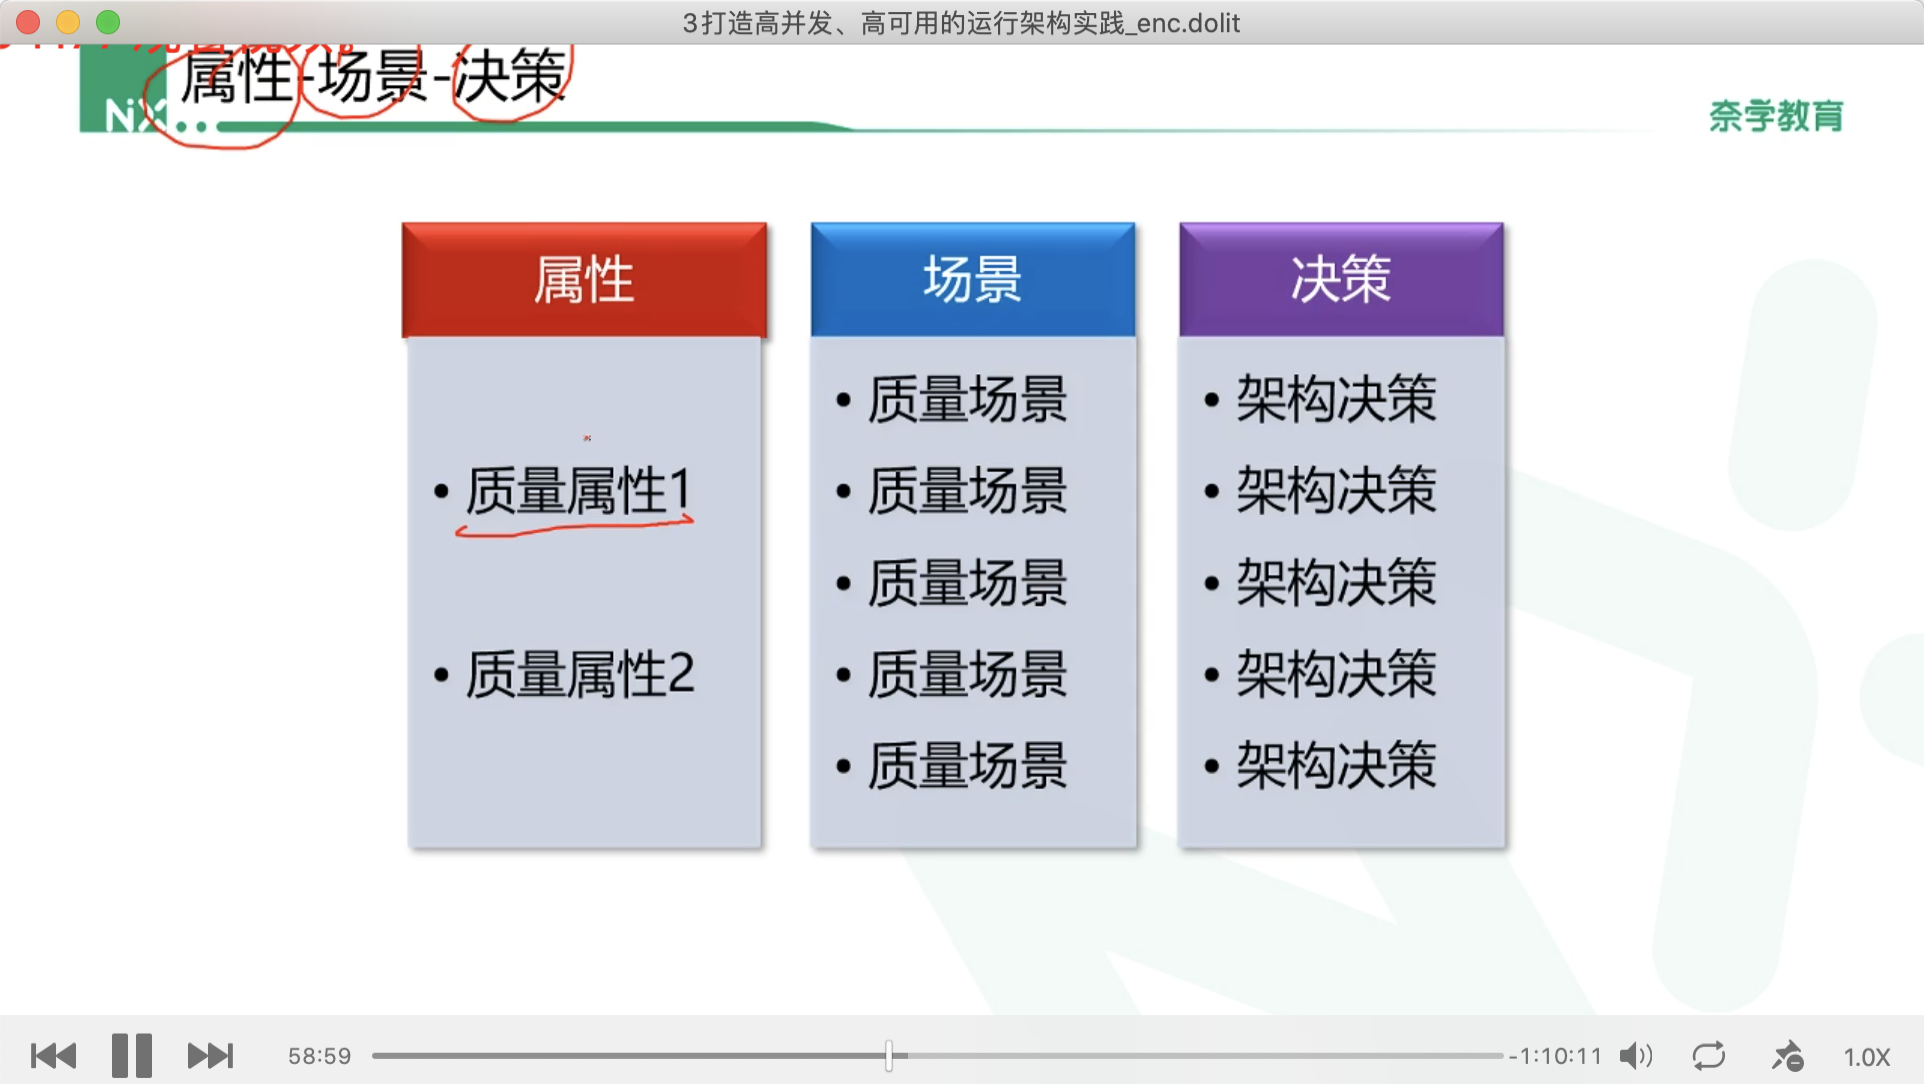 3打造高并发、高可用的运行架构实践_enc.dolit
属性-场景-决策
NiX
奈学教育
属性
• 质量属性1
• 质量属性2
场景
• 质量场景
• 质量场景
• 质量场景
• 质量场景
• 质量场景
决策
• 架构决策
• 架构决策
• 架构决策
• 架构决策
• 架构决策
58:59
-1:10:11
1.0X